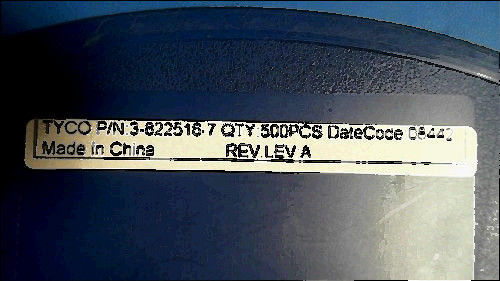 TYCO P/N:3-822516-7 QTY:500PCS DateCode
Made in China REV.LEV A